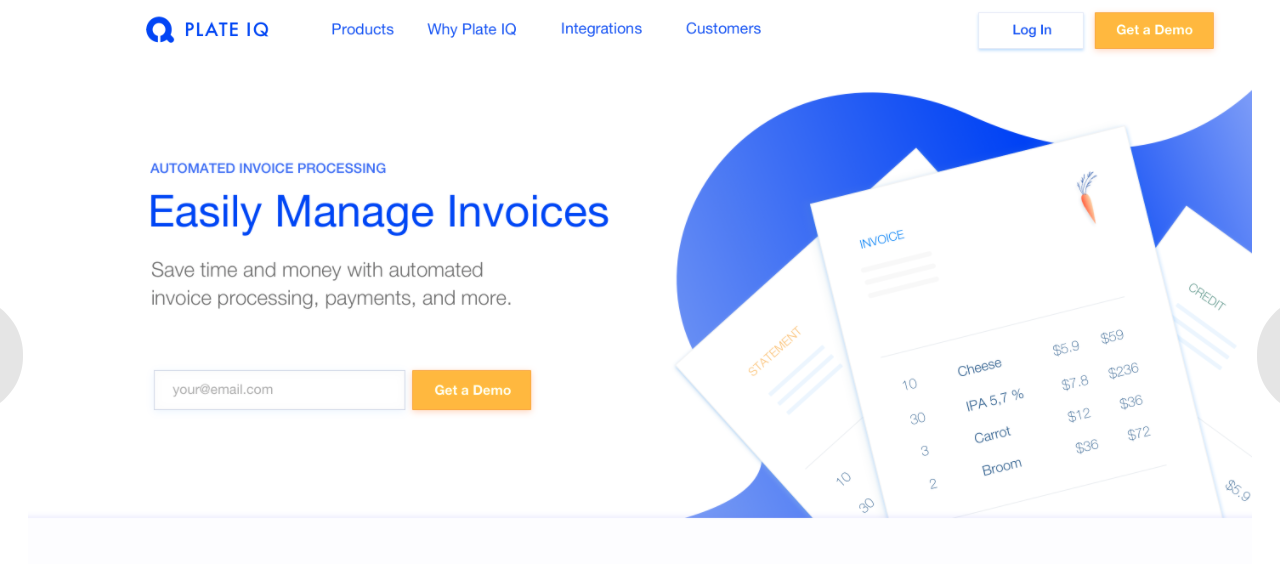 PLATE IQ
Products
Why Plate IQ
Integrations
Customers
Log In
Get a Demo
AUTOMATED INVOICE PROCESSING
Easily Manage Invoices
Save time and money with automated
invoice processing, payments, and more.
your@email.com
Get a Demo
INVOICE
10 Cheese $5.9 $59
30 IPA 5,7 % $7.8 $236
3 Carrot $12 $36
2 Broom $36 $72
STATEMENT
10
30
CREDIT
$5.9